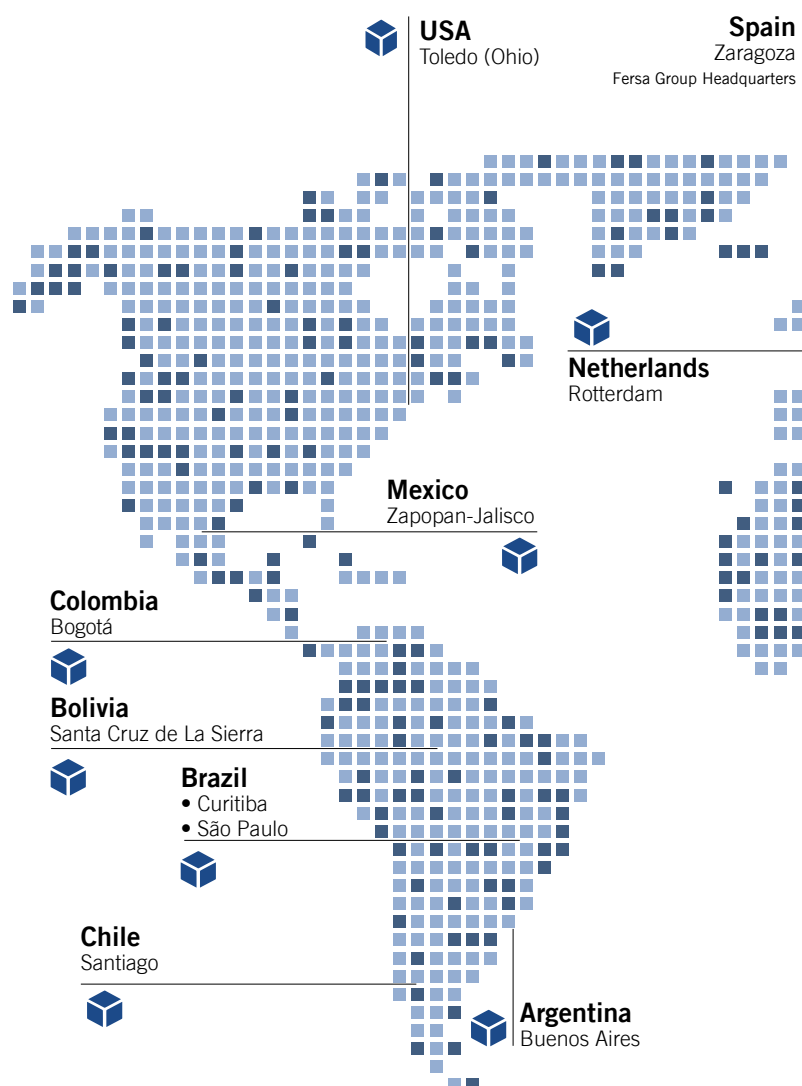 USA
Toledo (Ohio)
Spain
Zaragoza
Fersa Group Headquarters
Netherlands
Rotterdam
Mexico
Zapopan-Jalisco
Colombia
Bogotá
Bolivia
Santa Cruz de La Sierra
Brazil
• Curitiba
• São Paulo
Chile
Santiago
Argentina
Buenos Aires